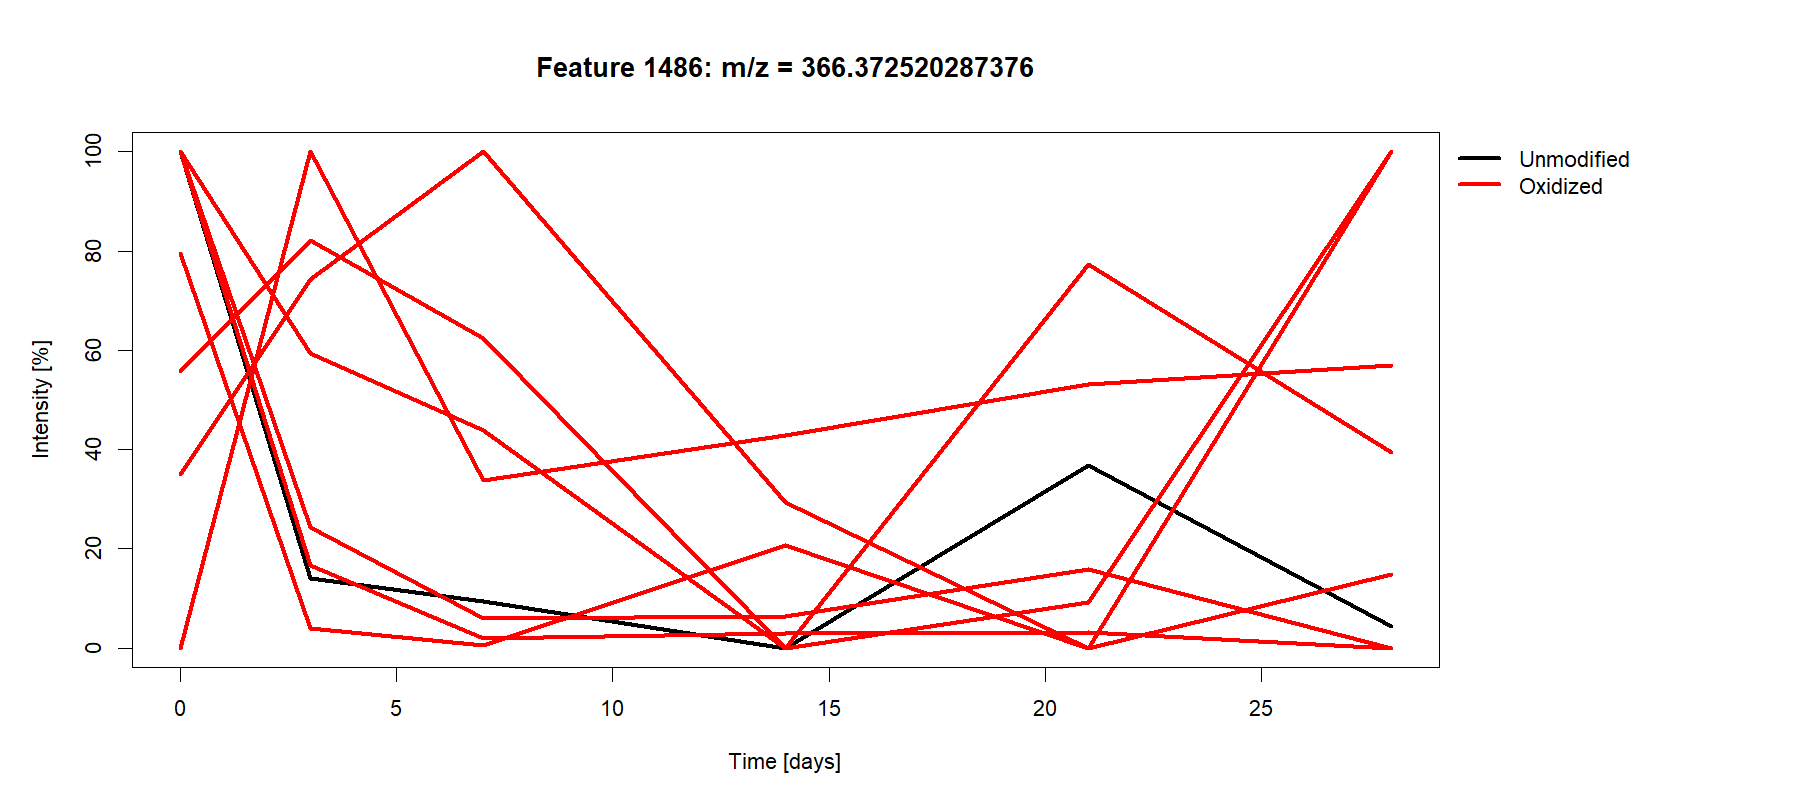 Feature 1486: m/z = 366.372520287376
Unmodified
Oxidized
Intensity [%]
100
80
60
40
20
0
0 5 10 15 20 25
Time [days]